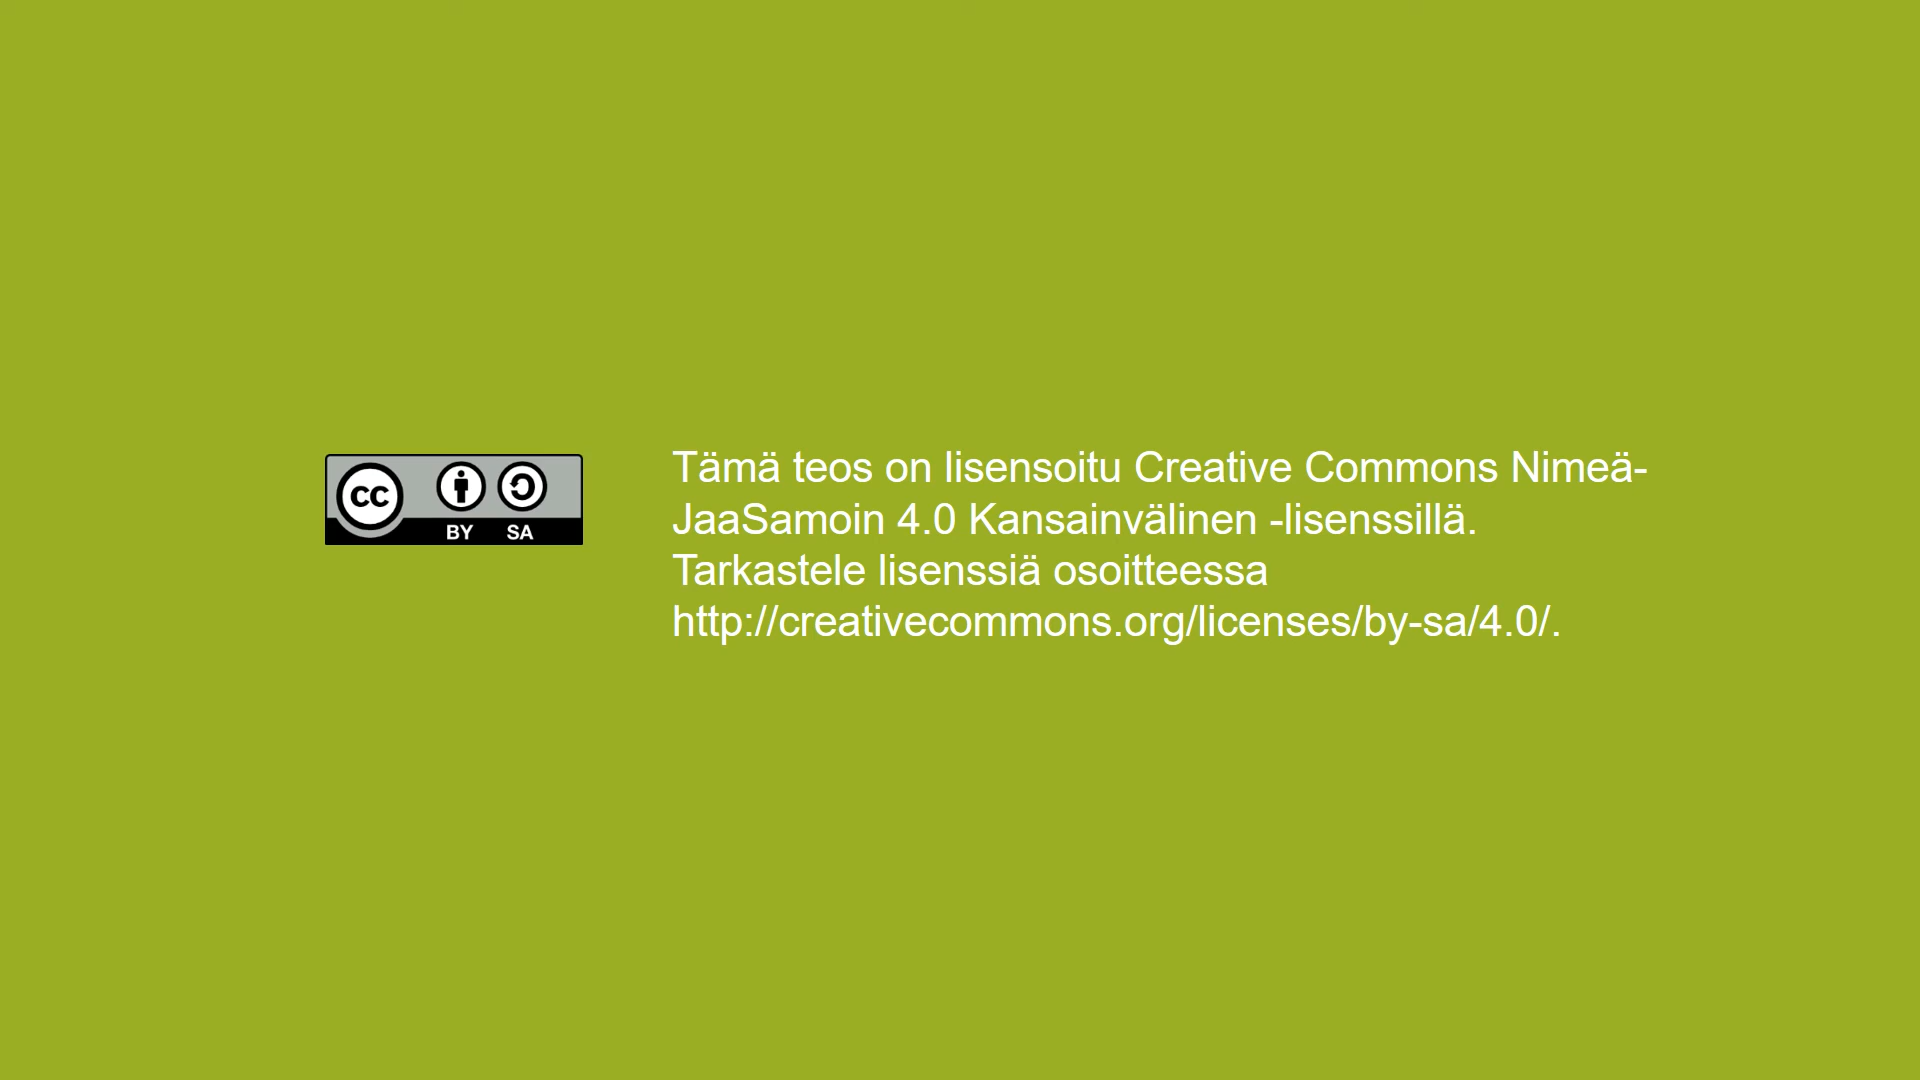 cc
BY SA
Tämä teos on lisensoitu Creative Commons Nimeä-
JaaSamoin 4.0 Kansainvälinen -lisenssillä.
Tarkastele lisenssiä osoitteessa
http://creativecommons.org/licenses/by-sa/4.0/.